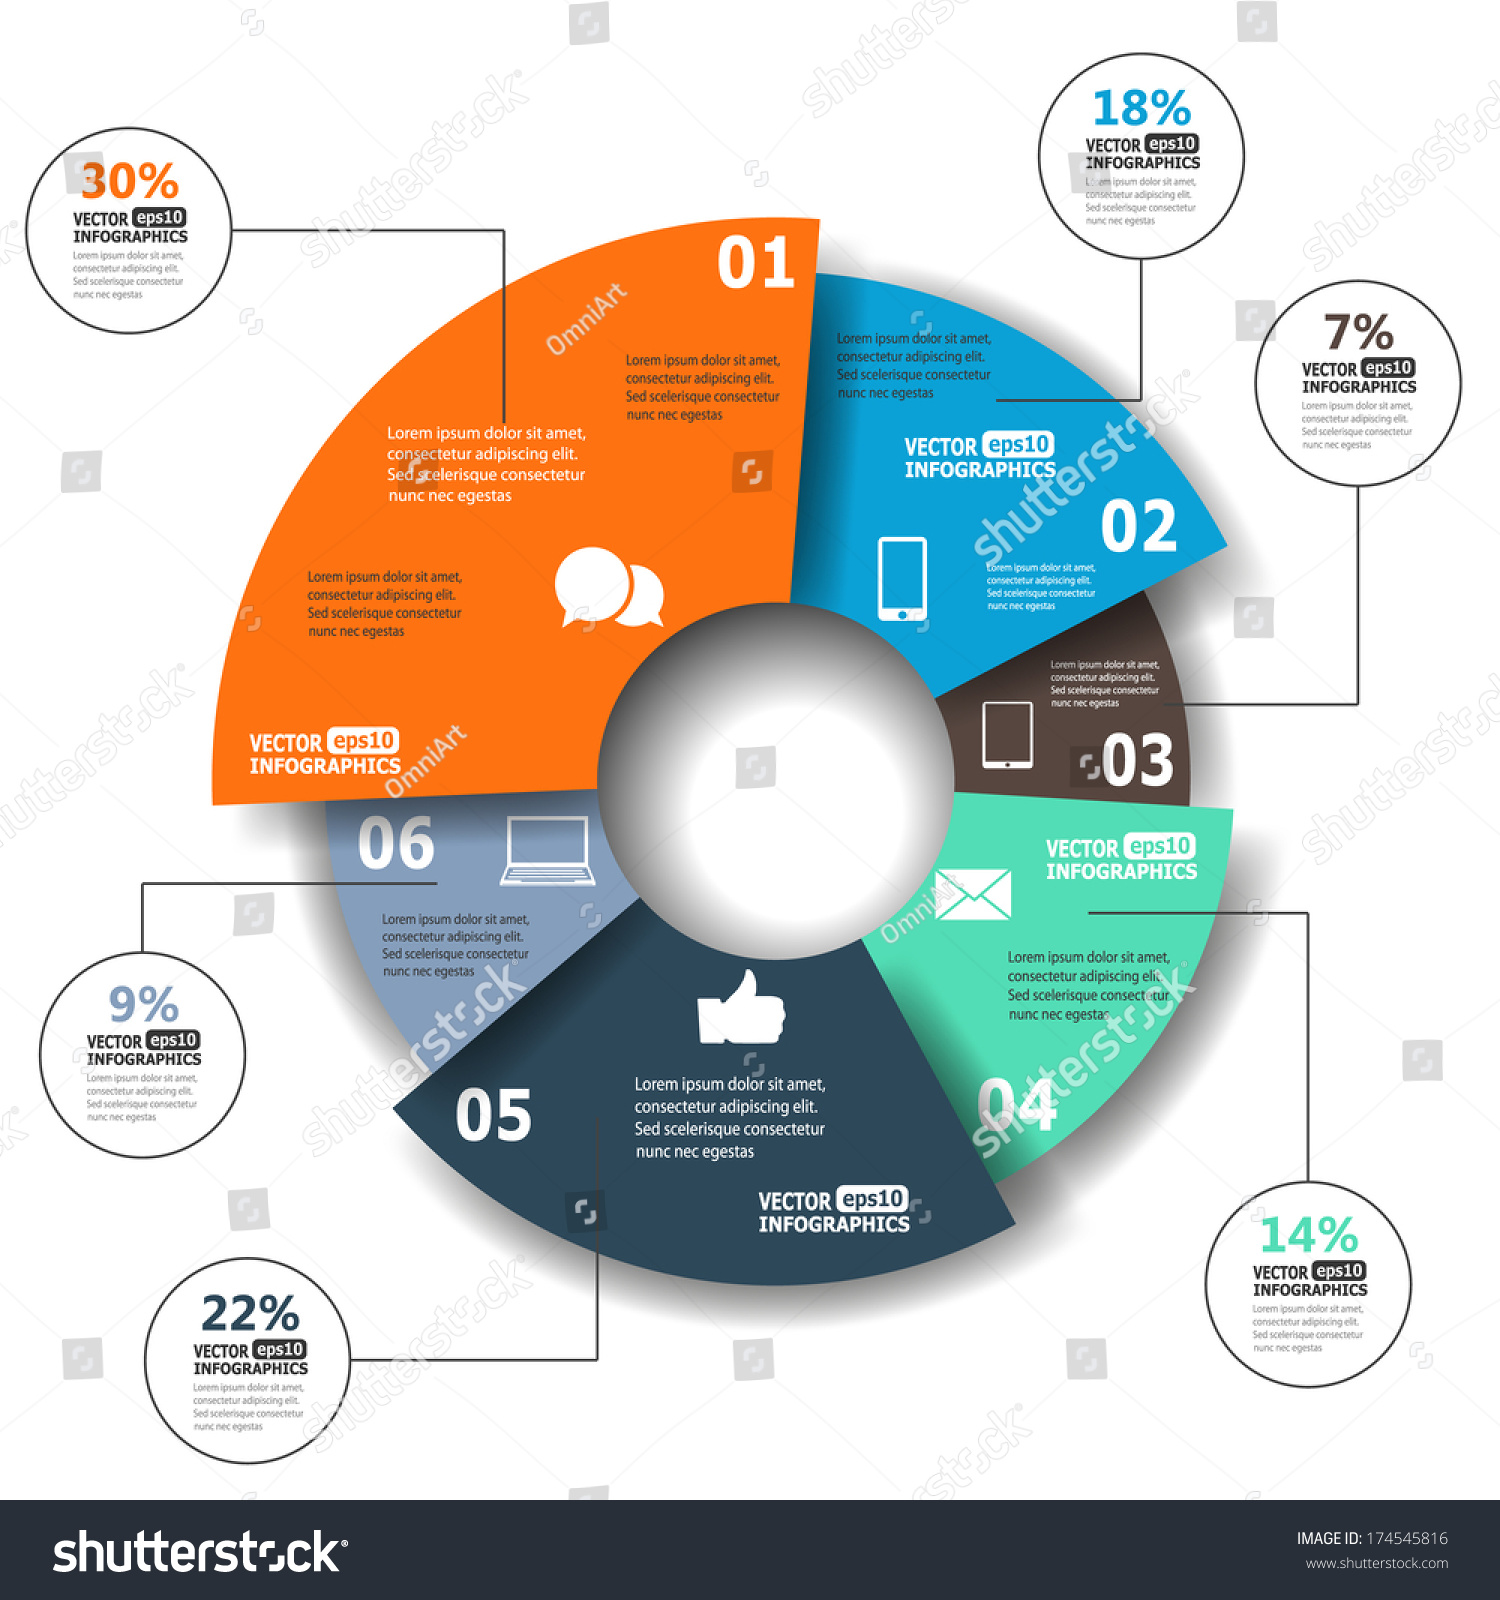 30%
VECTOR eps10
INFOGRAPHICS
Lorem ipsum dolor sit amet,
consectetur adipiscing elit.
Sed scelerisque consectetur
nunc nec egestas
18%
VECTOR eps10
INFOGRAPHICS
Lorem ipsum dolor sit amet,
consectetur adipiscing elit.
Sed scelerisque consectetur
nunc nec egestas
7%
VECTOR eps10
INFOGRAPHICS
Lorem ipsum dolor sit amet,
consectetur adipiscing elit.
Sed scelerisque consectetur
nunc nec egestas
01
Lorem ipsum dolor sit amet,
consectetur adipiscing elit.
Sed scelerisque consectetur
nunc nec egestas
Lorem ipsum dolor sit amet,
consectetur adipiscing elit.
Sed scelerisque consectetur
nunc nec egestas
Lorem ipsum dolor sit amet,
consectetur adipiscing elit.
Sed scelerisque consectetur
nunc nec egestas
VECTOR eps10
INFOGRAPHICS
Lorem ipsum dolor sit amet,
consectetur adipiscing elit.
Sed scelerisque consectetur
nunc nec egestas
VECTOR eps10
INFOGRAPHICS
02
Lorem ipsum dolor sit amet,
consectetur adipiscing elit.
Sed scelerisque consectetur
nunc nec egestas
Lorem ipsum dolor sit amet,
consectetur adipiscing elit.
Sed scelerisque consectetur
nunc nec egestas
03
VECTOR eps10
INFOGRAPHICS
Lorem ipsum dolor sit amet,
consectetur adipiscing elit.
Sed scelerisque consectetur
nunc nec egestas
04
06
Lorem ipsum dolor sit amet,
consectetur adipiscing elit.
Sed scelerisque consectetur
nunc nec egestas
05
Lorem ipsum dolor sit amet,
consectetur adipiscing elit.
Sed scelerisque consectetur
nunc nec egestas
VECTOR eps10
INFOGRAPHICS
9%
VECTOR eps10
INFOGRAPHICS
Lorem ipsum dolor sit amet,
consectetur adipiscing elit.
Sed scelerisque consectetur
nunc nec egestas
22%
VECTOR eps10
INFOGRAPHICS
Lorem ipsum dolor sit amet,
consectetur adipiscing elit.
Sed scelerisque consectetur
nunc nec egestas
14%
VECTOR eps10
INFOGRAPHICS
Lorem ipsum dolor sit amet,
consectetur adipiscing elit.
Sed scelerisque consectetur
nunc nec egestas
OmniArt
OmniArt
OmniArt
shutterstock
shutterstock
shutterstock
shutterstock
shutterstock
shutterstock
shutterstock
shutterstock
shutterstock
shutterstock
shutterstock
IMAGE ID: 174545816
www.shutterstock.com